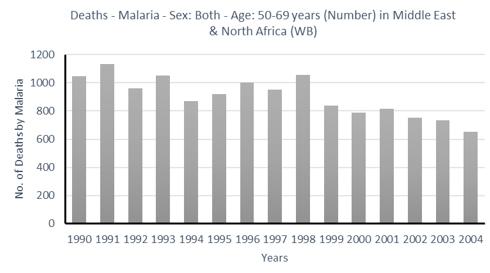 Deaths - Malaria - Sex: Both - Age: 50-69 years (Number) in Middle East
& North Africa (WB)
1200
1000
800
600
400
200
0
No. of Deaths by Malaria
1990 1991 1992 1993 1994 1995 1996 1997 1998 1999 2000 2001 2002 2003 2004
Years